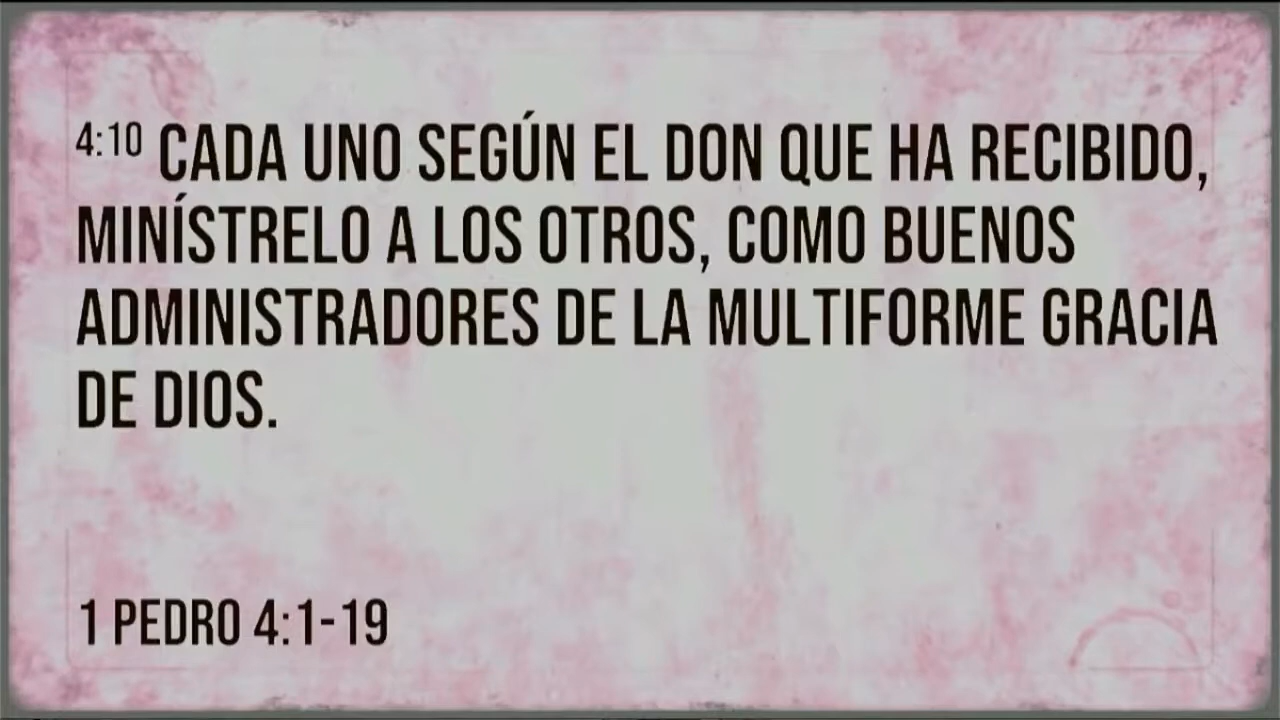 4:10 CADA UNO SEGÚN EL DON QUE HA RECIBIDO,
MINÍSTRELO A LOS OTROS, COMO BUENOS
ADMINISTRADORES DE LA MULTIFORME GRACIA
DE DIOS.
1 PEDRO 4:1-19